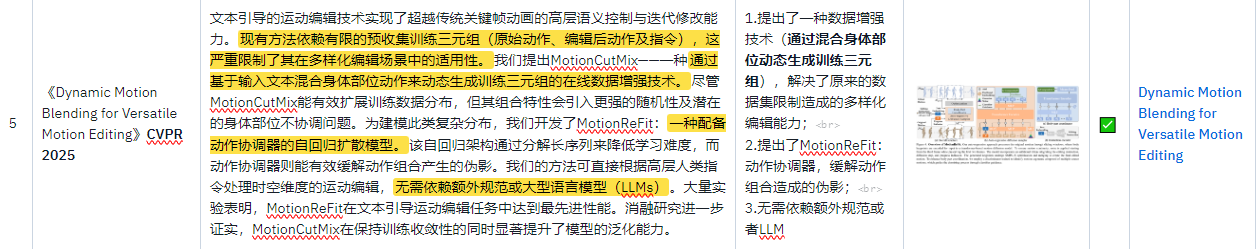 5
《Dynamic Motion
Blending for Versatile
Motion Editing》CVPR
2025
文本引导的运动编辑技术实现了超越传统关键帧动画的高层语义控制与迭代修改能
力。现有方法依赖有限的预收集训练三元组（原始动作、编辑后动作及指令），这
严重限制了其在多样化编辑场景中的适用性。我们提出MotionCutMix——一种通过
基于输入文本混合身体部位动作来动态生成训练三元组的在线数据增强技术。尽管
MotionCutMix能有效扩展训练数据分布，但其组合特性会引入更强的随机性及潜在
的身体部位不协调问题。为建模此类复杂分布，我们开发了MotionReFit：一种配备
动作协调器的自回归扩散模型。该自回归架构通过分解长序列来降低学习难度，而
动作协调器则能有效缓解动作组合产生的伪影。我们的方法可直接根据高层人类指
令处理时空维度的运动编辑，无需依赖额外规范或大型语言模型（LLMs）。大量实
验表明，MotionReFit在文本引导运动编辑任务中达到最先进性能。消融研究进一步
证实，MotionCutMix在保持训练收敛性的同时显著提升了模型的泛化能力。
1.提出了一种数据增强
技术（通过混合身体部
位动态生成训练三元
组），解决了原来的数
据集限制造成的多样化
编辑能力；<br>
2.提出了MotionReFit：
动作协调器，缓解动作
组合造成的伪影；<br>
3.无需依赖额外规范或
者LLM
Dynamic Motion
Blending for
Versatile Motion
Editing